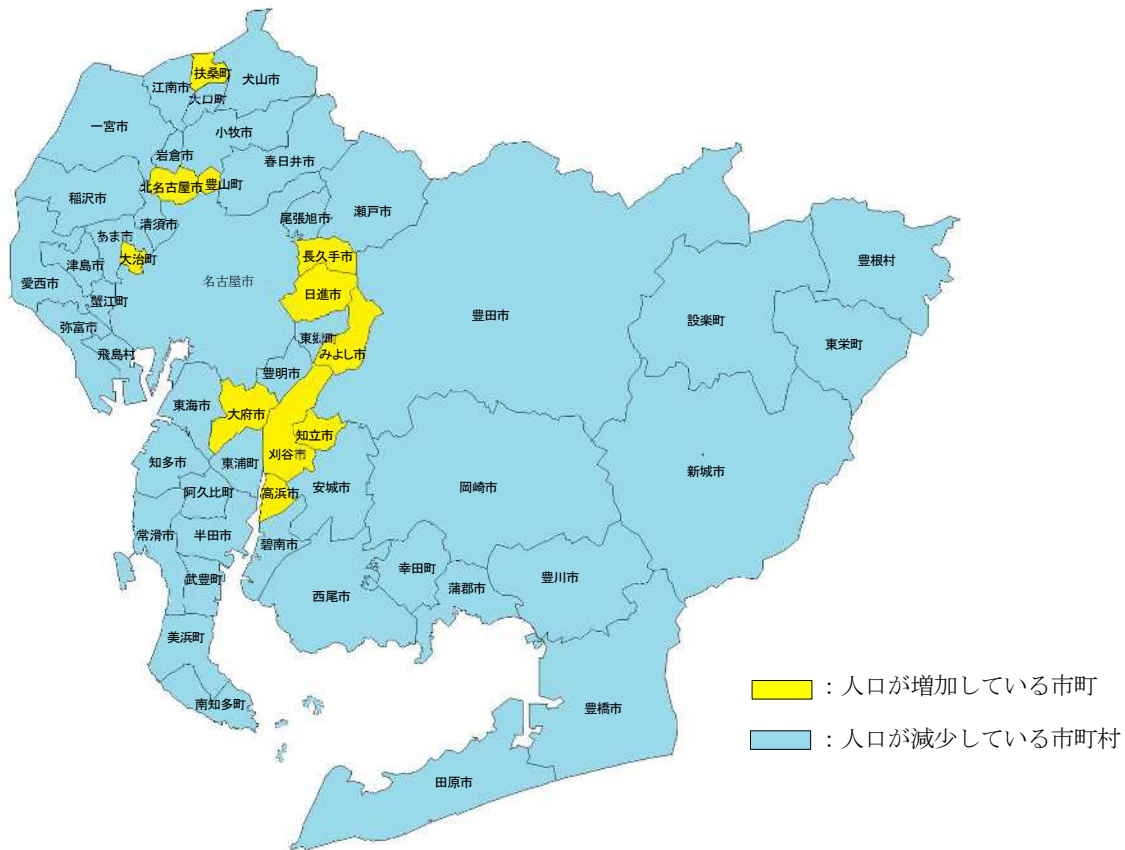 扶桑町
江南市
犬山市
大口町
一宮市
小牧市
岩倉市
春日井市
北名古屋市
豊山町
稲沢市
瀬戸市
尾張旭市
清須市
あま市
長久手市
大治町
津島市
豊根村
愛西市
名古屋市
日進市
蟹江町
豊田市
設楽町
弥富市
東郷町
東栄町
飛島村
みよし市
豊明市
東海市
大府市
知立市
刈谷市
知多市
東浦町
新城市
安城市
岡崎市
高浜市
阿久比町
常滑市
半田市
碧南市
幸田町
豊川市
武豊町
蒲郡市
西尾市
美浜町
南知多町
豊橋市
田原市
：人口が増加している市町
：人口が減少している市町村